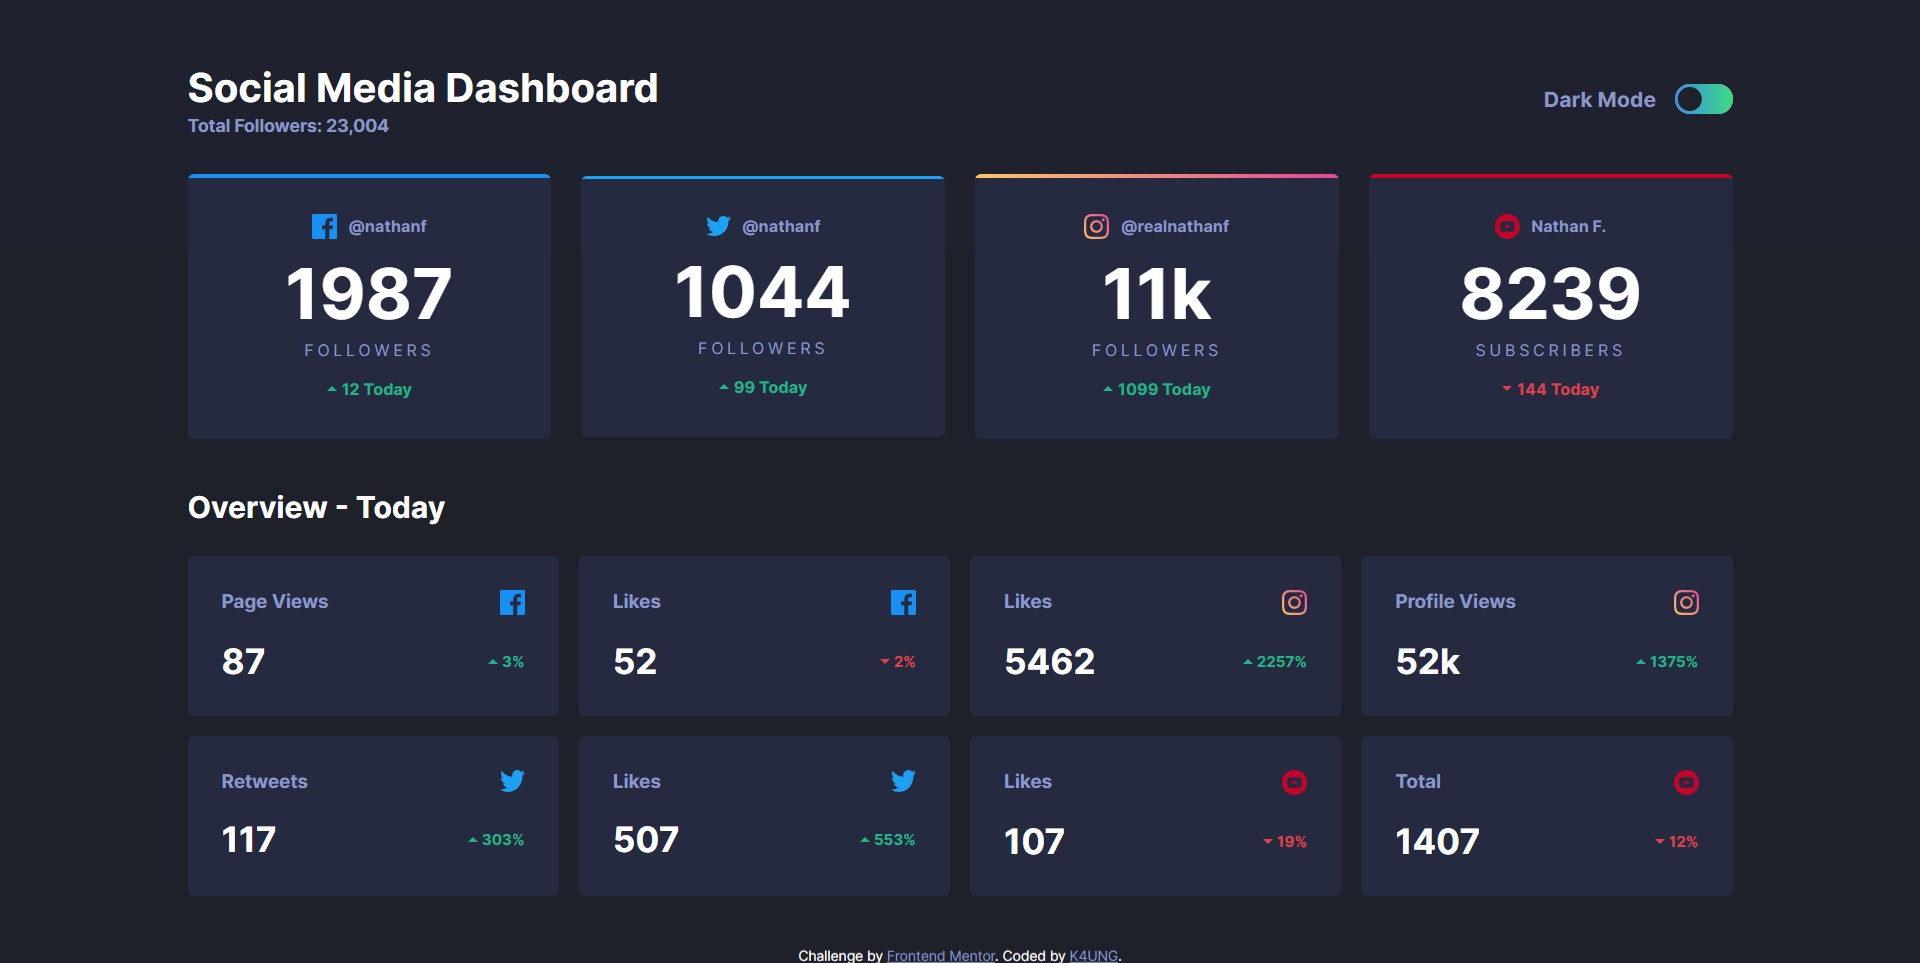 Social Media Dashboard
Total Followers: 23,004
Dark Mode
@nathanf
1987
FOLLOWERS
12 Today
@nathanf
1044
FOLLOWERS
99 Today
@realnathanf
11k
FOLLOWERS
1099 Today
Nathan F.
8239
SUBSCRIBERS
144 Today
Overview - Today
Page Views
87
3%
Likes
52
2%
Likes
5462
2257%
Profile Views
52k
1375%
Retweets
117
303%
Likes
507
553%
Likes
107
19%
Total
1407
12%
Challenge by Frontend Mentor. Coded by K4UNG.